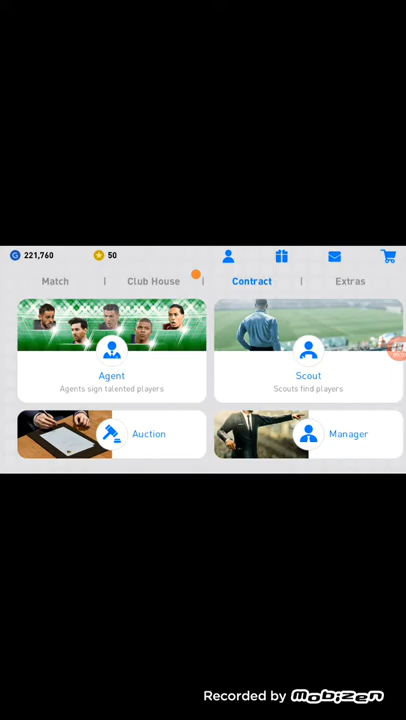 221,760
50
Match | Club House | Contract | Extras
Agent
Agents sign talented players
Scout
Scouts find players
Auction
Manager
Recorded by Mobizen